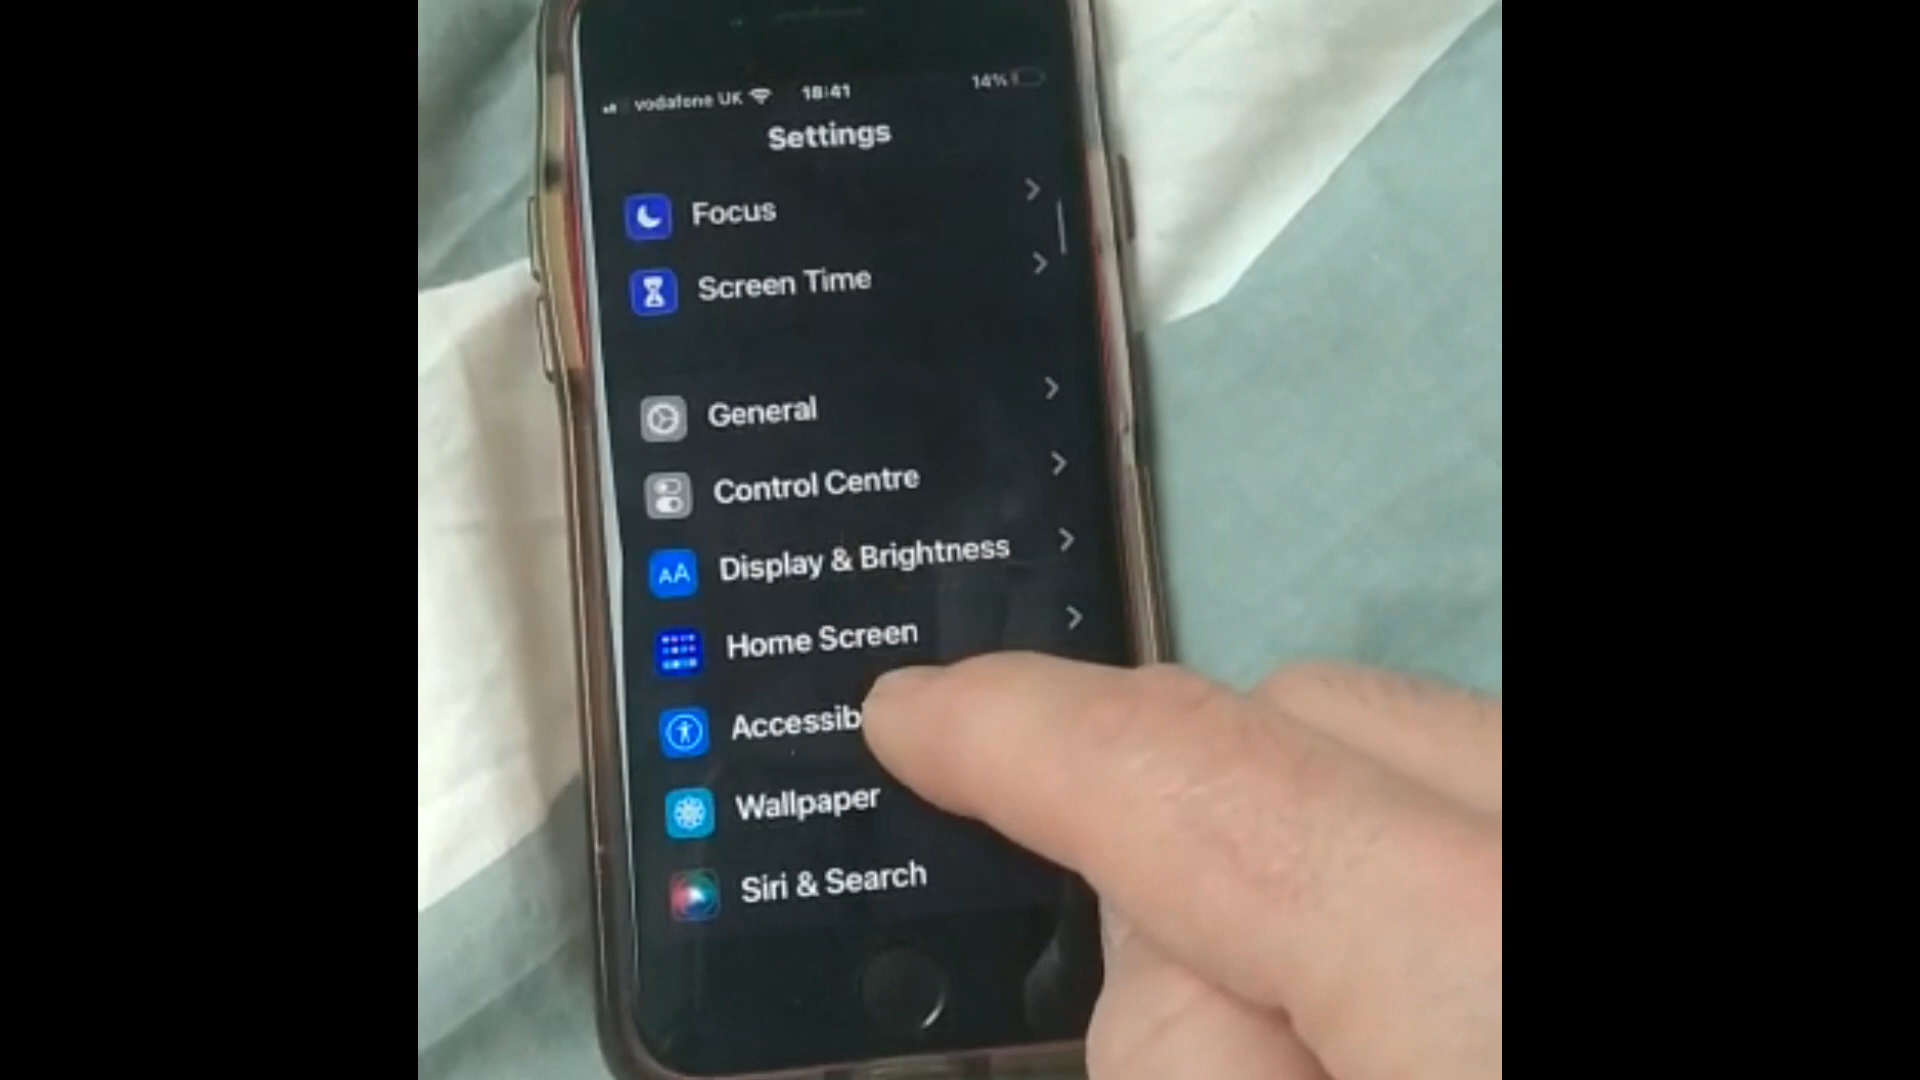 vodafone UK 18:41 14%
Settings
Focus
Screen Time
General
Control Centre
AA Display & Brightness
Home Screen
Accessib
Wallpaper
Siri & Search